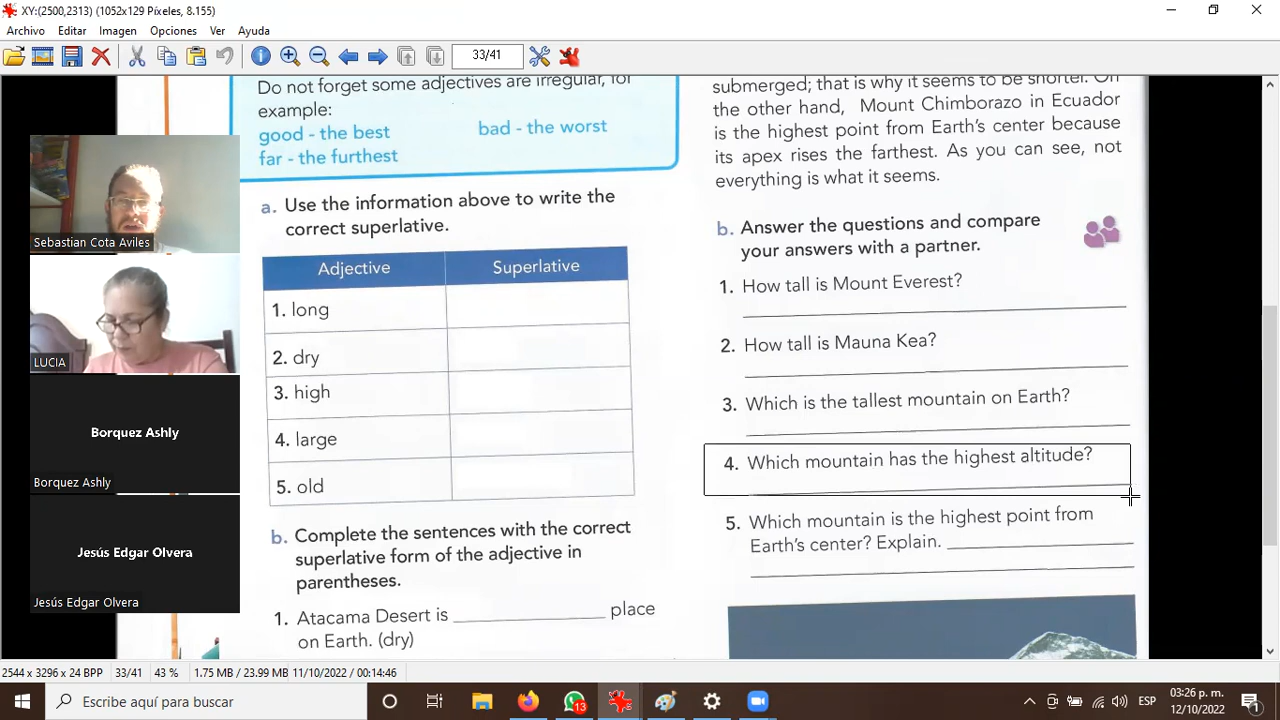 XY:(2500,2313) (1052x129 Píxeles, 8.155)
Archivo Editar Imagen Opciones Ver Ayuda
33/41
Do not forget some adjectives are irregular, for
example:
good - the best
bad - the worst
far - the furthest
a. Use the information above to write the
correct superlative.
Adjective Superlative
1. long
2. dry
3. high
4. large
5. old
b. Complete the sentences with the correct
superlative form of the adjective in
parentheses.
1. Atacama Desert is ______________ place
on Earth. (dry)
submerged; that is why it seems to be shorter. On
the other hand, Mount Chimborazo in Ecuador
is the highest point from Earth's center because
its apex rises the farthest. As you can see, not
everything is what it seems.
b. Answer the questions and compare
your answers with a partner.
1. How tall is Mount Everest?
2. How tall is Mauna Kea?
3. Which is the tallest mountain on Earth?
4. Which mountain has the highest altitude?
5. Which mountain is the highest point from
Earth's center? Explain.
Sebastian Cota Aviles
LUCIA
Borquez Ashly
Borquez Ashly
Jesús Edgar Olvera
Jesús Edgar Olvera
2544 x 3296 x 24 BPP 33/41 43 % 1.75 MB / 23.99 MB 11/10/2022 / 00:14:46
Escribe aquí para buscar
13
ESP
03:26 p. m.
12/10/2022
1